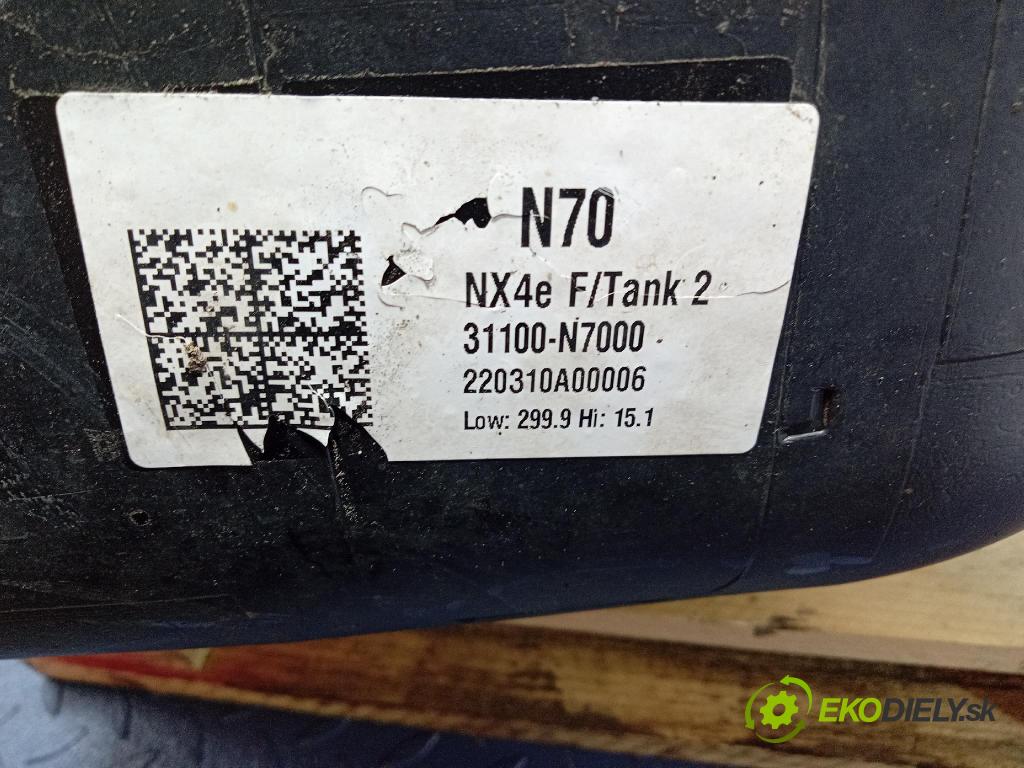 N70
NX4e F/Tank 2
31100-N7000
220310A00006
Low: 299.9 Hi: 15.1
EKODIELY.sk